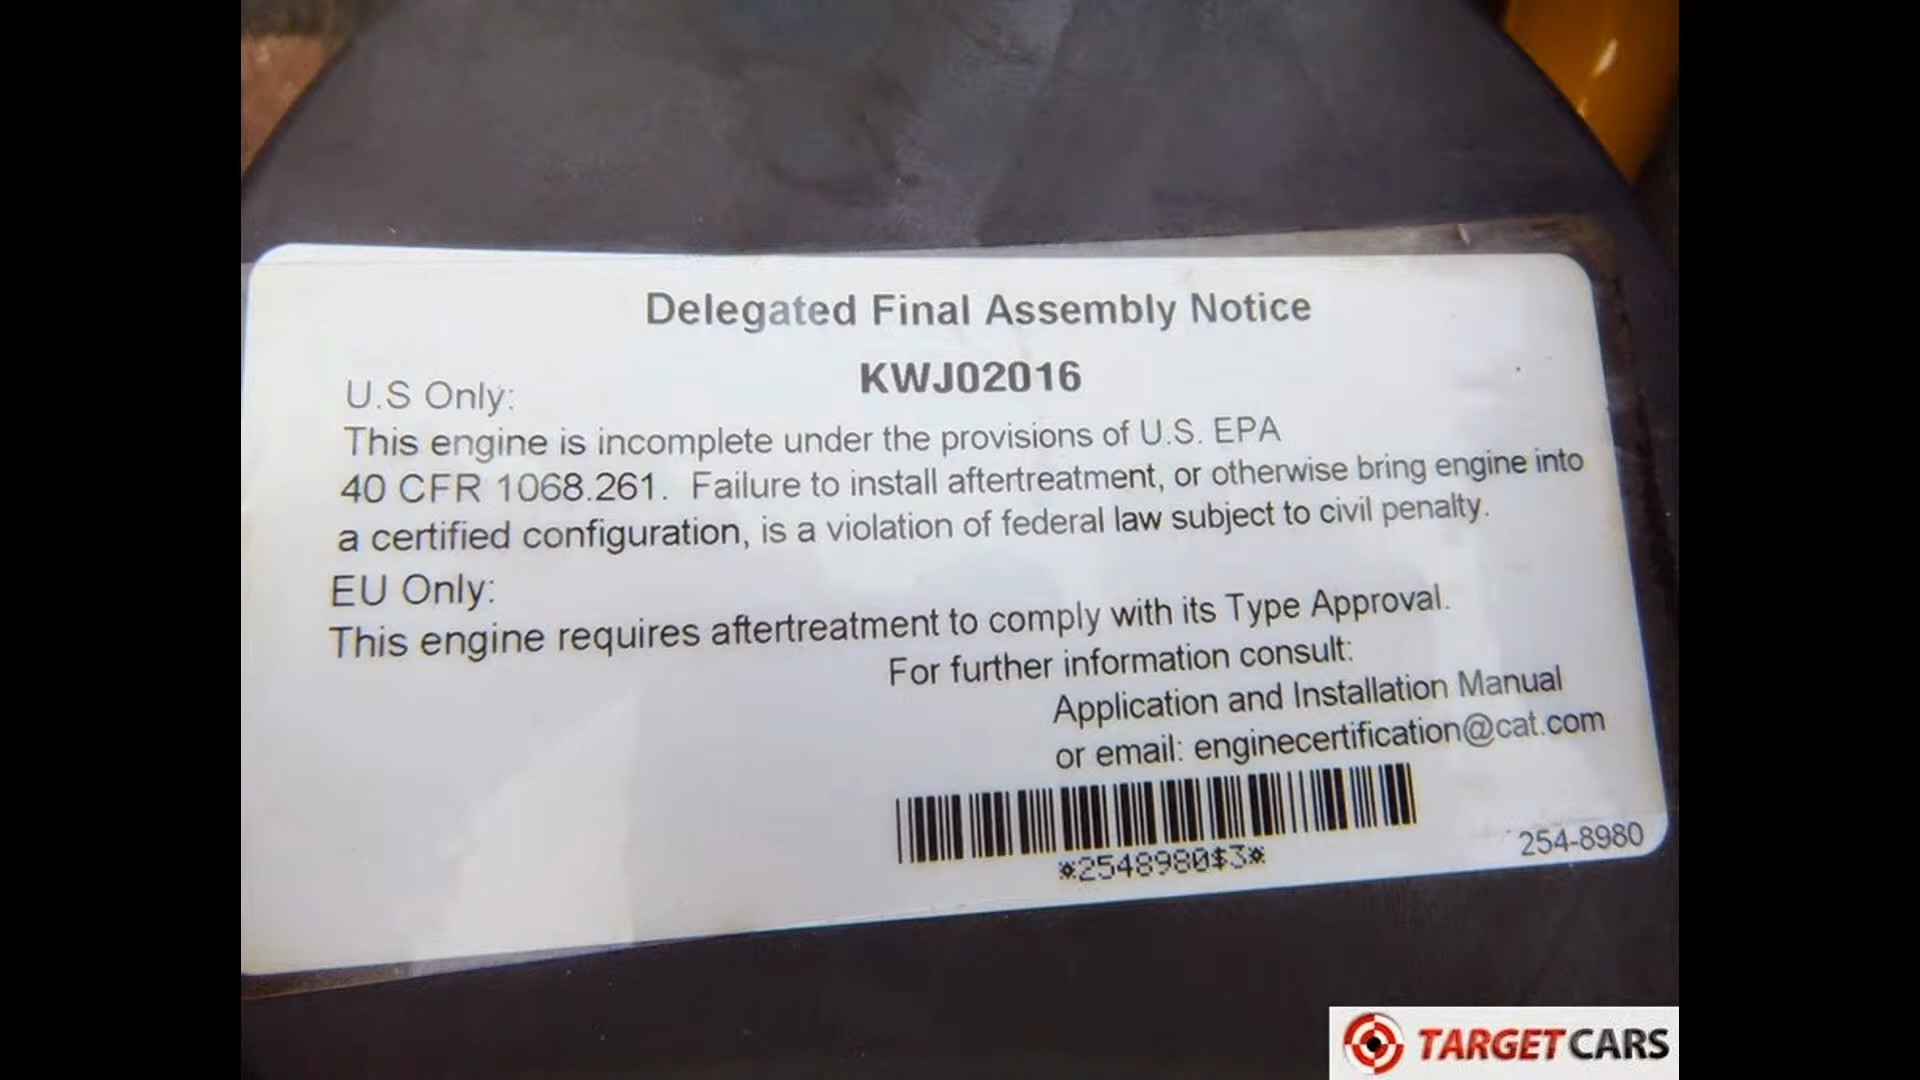 Delegated Final Assembly Notice
KWJ02016
U.S Only:
This engine is incomplete under the provisions of U.S. EPA
40 CFR 1068.261. Failure to install aftertreatment, or otherwise bring engine into
a certified configuration, is a violation of federal law subject to civil penalty.
EU Only:
This engine requires aftertreatment to comply with its Type Approval.
For further information consult:
Application and Installation Manual
or email: enginecertification@cat.com
*2548980$3*
254-8980
TARGETCARS